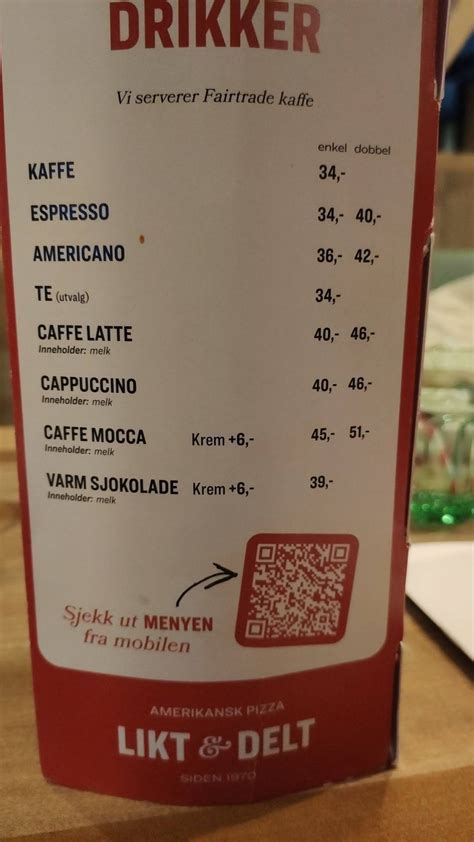 DRIKKER
Vi serverer Fairtrade kaffe
enkel dobbel
KAFFE 34,-
ESPRESSO 34,- 40,-
AMERICANO 36,- 42,-
TE (utvalg) 34,-
CAFFE LATTE 40,- 46,-
Inneholder: melk
CAPPUCCINO 40,- 46,-
Inneholder: melk
CAFFE MOCCA Krem +6,- 45,- 51,-
Inneholder: melk
VARM SJOKOLADE Krem +6,- 39,-
Inneholder: melk
Sjekk ut MENYEN
fra mobilen
AMERIKANSK PIZZA
LIKT & DELT
SIDEN 1970